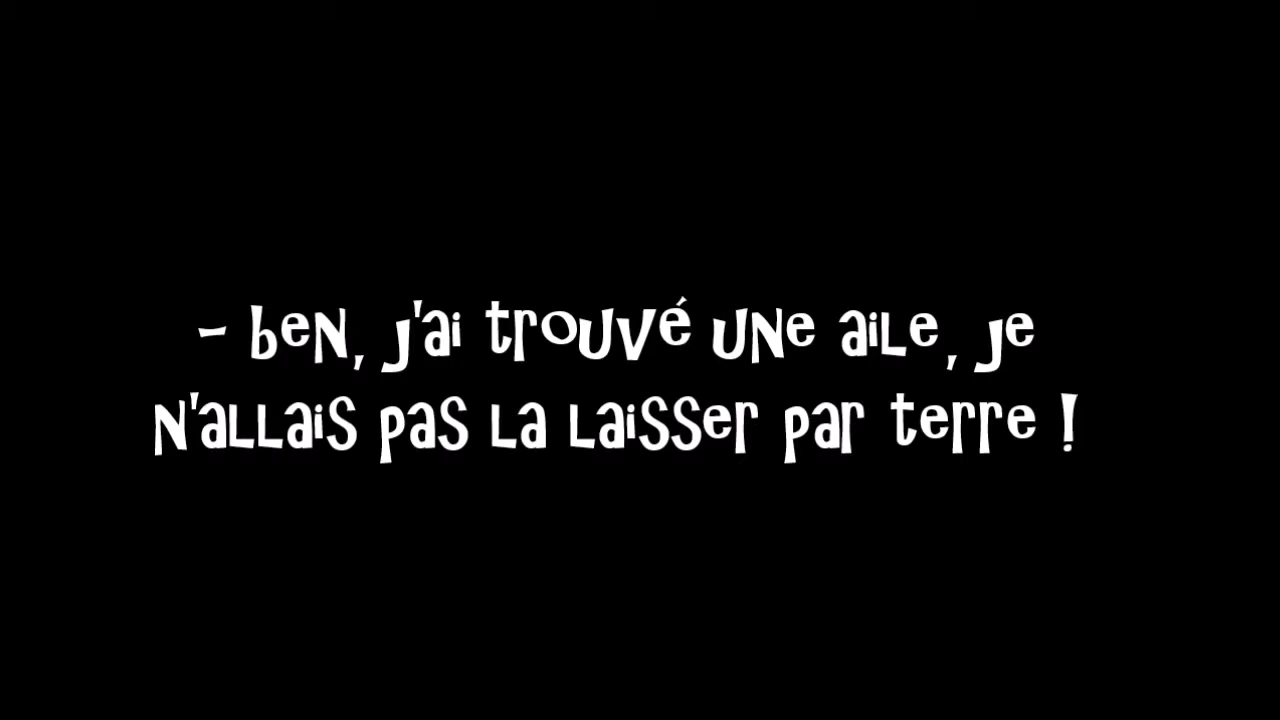 - Ben, j'ai trouvé une aile, je
n'allais pas la laisser par terre !